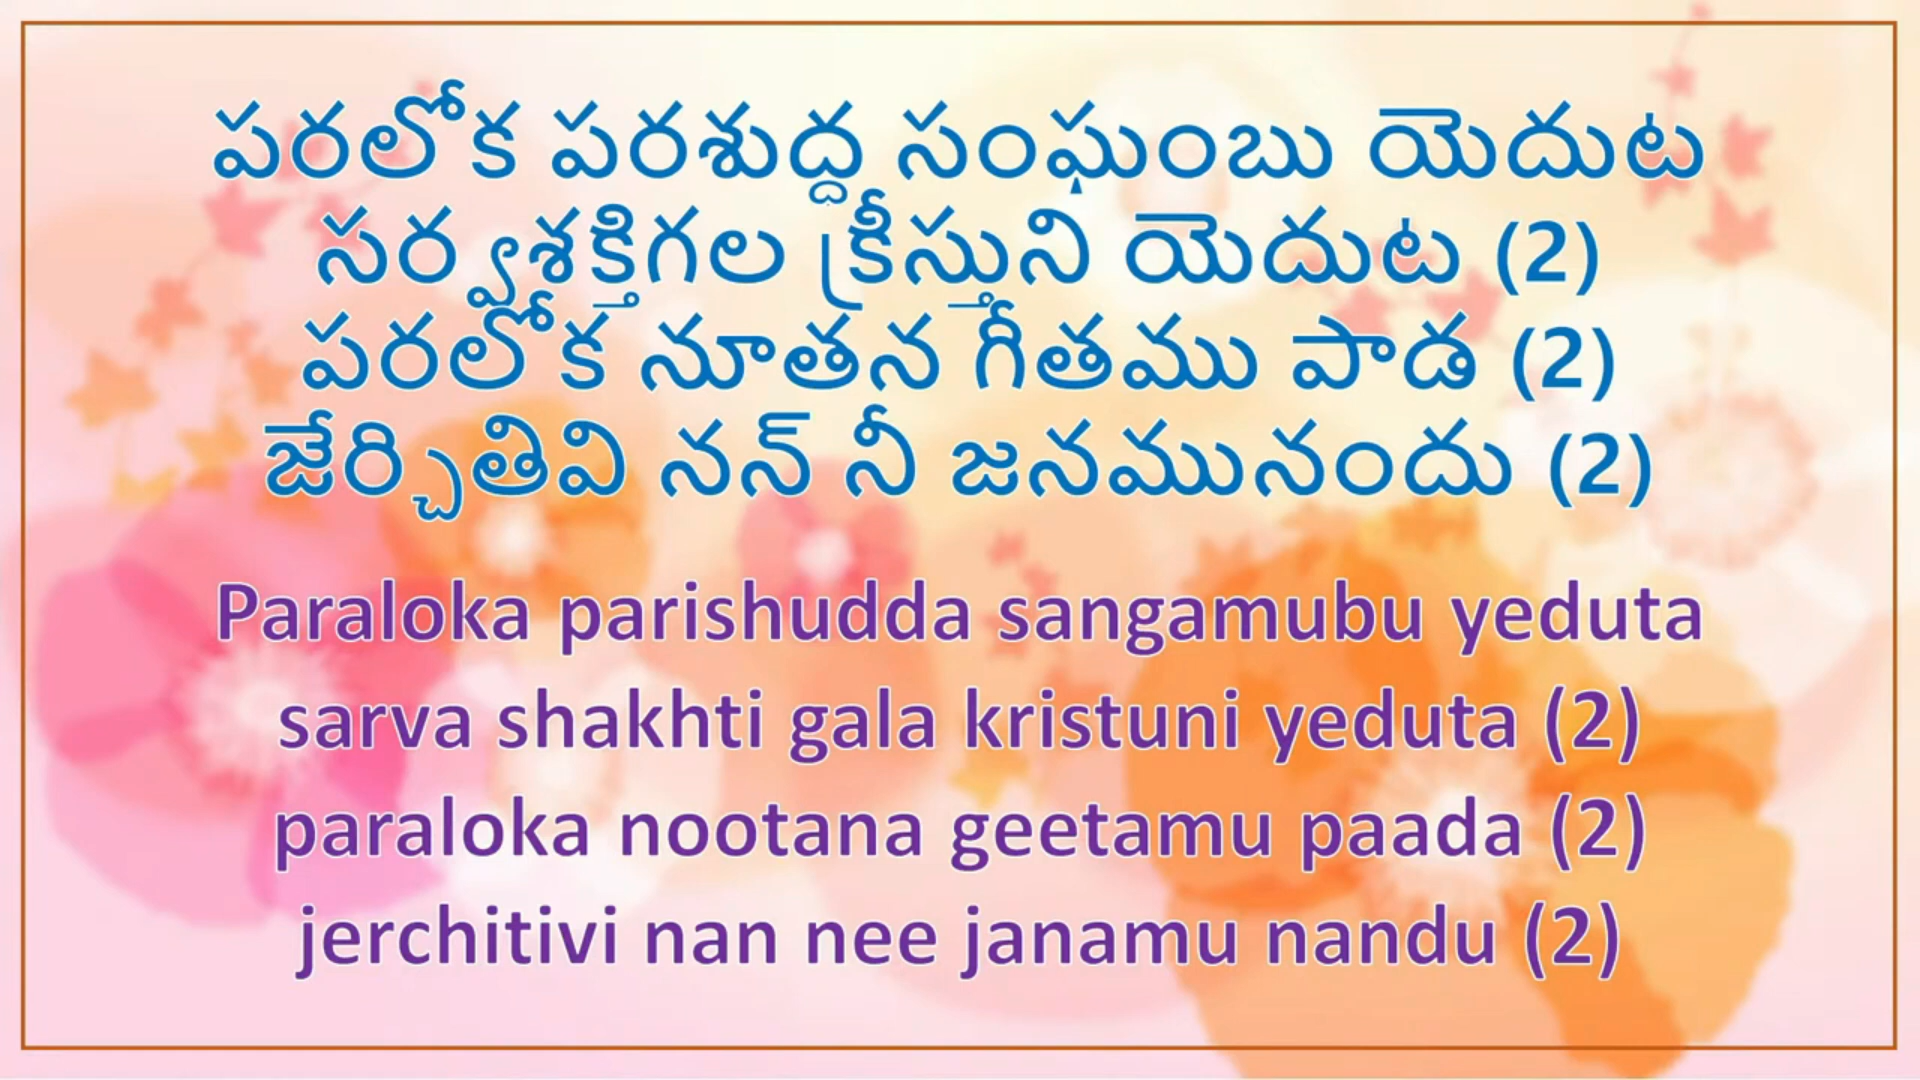 పరలోక పరశుద్ధ సంఘంబు యెదుట
సర్వశక్తిగల క్రీస్తుని యెదుట (2)
పరలోక నూతన గీతము పాడ (2)
జేర్చితివి నన్ నీ జనమునందు (2)
Paraloka parishudda sangamubu yeduta
sarva shakhti gala kristuni yeduta (2)
paraloka nootana geetamu paada (2)
jerchitivi nan nee janamu nandu (2)